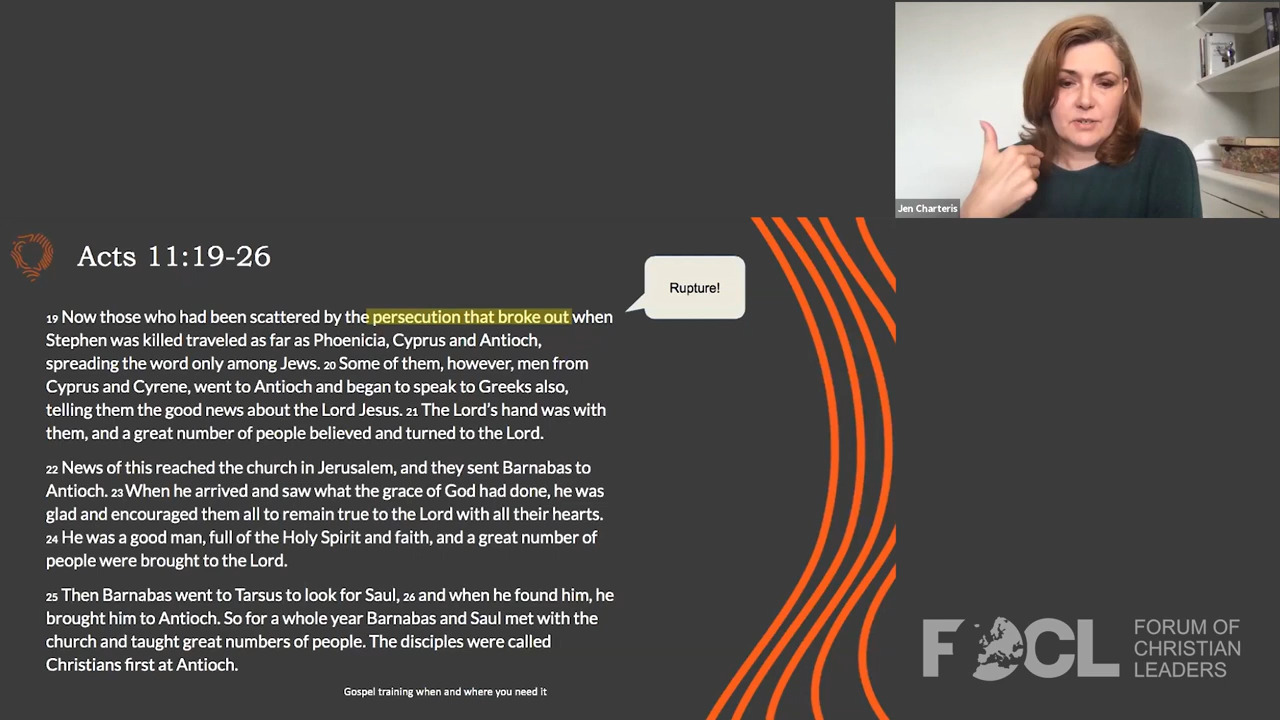 Jen Charteris
Acts 11:19-26
Rupture!
19 Now those who had been scattered by the persecution that broke out when
Stephen was killed traveled as far as Phoenicia, Cyprus and Antioch,
spreading the word only among Jews. 20 Some of them, however, men from
Cyprus and Cyrene, went to Antioch and began to speak to Greeks also,
telling them the good news about the Lord Jesus. 21 The Lord's hand was with
them, and a great number of people believed and turned to the Lord.
22 News of this reached the church in Jerusalem, and they sent Barnabas to
Antioch. 23 When he arrived and saw what the grace of God had done, he was
glad and encouraged them all to remain true to the Lord with all their hearts.
24 He was a good man, full of the Holy Spirit and faith, and a great number of
people were brought to the Lord.
25 Then Barnabas went to Tarsus to look for Saul, 26 and when he found him, he
brought him to Antioch. So for a whole year Barnabas and Saul met with the
church and taught great numbers of people. The disciples were called
Christians first at Antioch.
Gospel training when and where you need it
FOCL
FORUM OF
CHRISTIAN
LEADERS